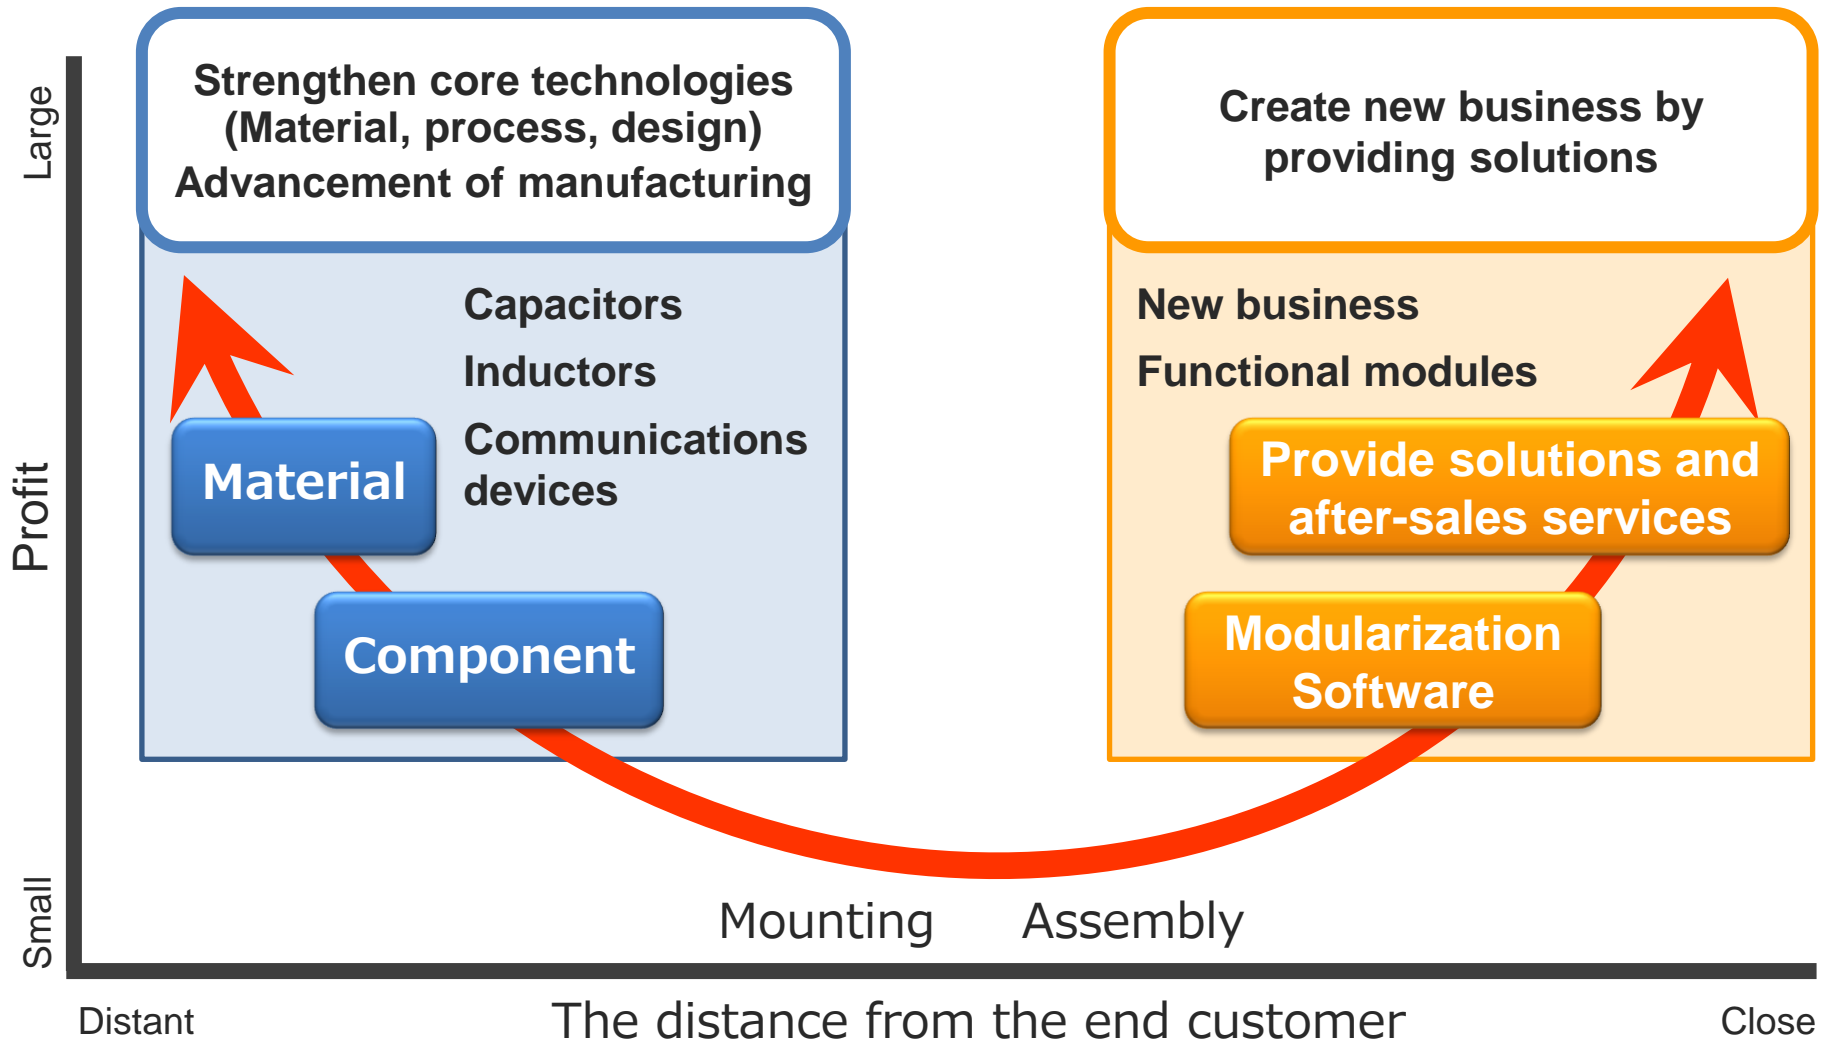 Strengthen core technologies
(Material, process, design)
Advancement of manufacturing
Create new business by
providing solutions
Large
Profit
Small
Capacitors
Inductors
Communications
devices
Material
Component
New business
Functional modules
Provide solutions and
after-sales services
Modularization
Software
Mounting
Assembly
Distant
The distance from the end customer
Close